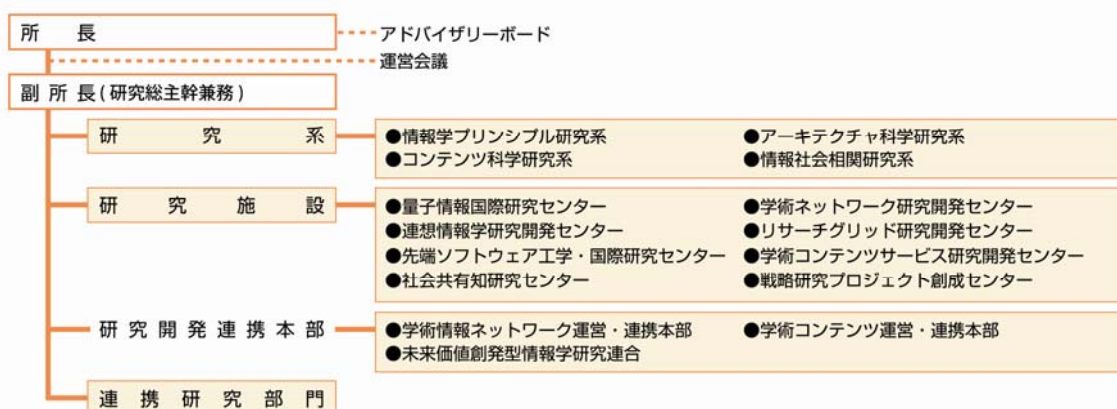 所長
アドバイザリーボード
運営会議
副所長(研究総主幹兼務)
研究系
●情報学プリンシプル研究系 ●アーキテクチャ科学研究系
●コンテンツ科学研究系 ●情報社会相関研究系
研究施設
●量子情報国際研究センター ●学術ネットワーク研究開発センター
●連想情報学研究開発センター ●リサーチグリッド研究開発センター
●先端ソフトウェア工学・国際研究センター ●学術コンテンツサービス研究開発センター
●社会共有知研究センター ●戦略研究プロジェクト創成センター
研究開発連携本部
●学術情報ネットワーク運営・連携本部 ●学術コンテンツ運営・連携本部
●未来価値創発型情報学研究連合
連携研究部門